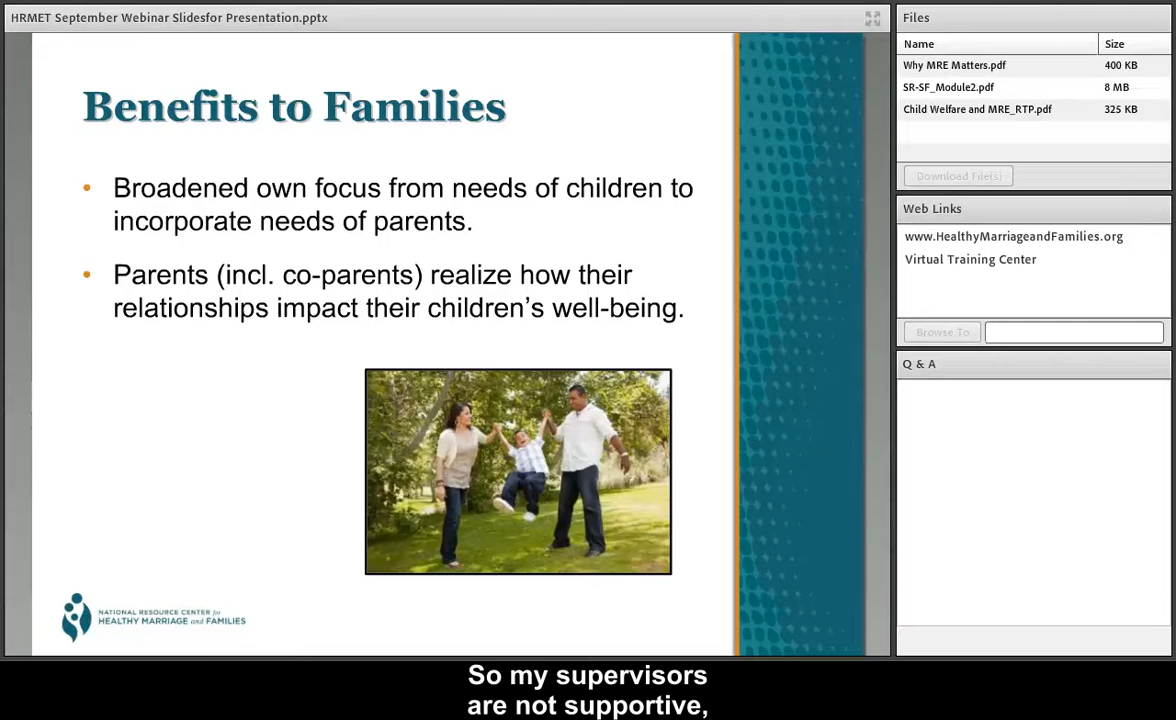 HRMET September Webinar Slidesfor Presentation.pptx
Benefits to Families
• Broadened own focus from needs of children to
incorporate needs of parents.
• Parents (incl. co-parents) realize how their
relationships impact their children’s well-being.
NATIONAL RESOURCE CENTER for
HEALTHY MARRIAGE and FAMILIES
Files
Name Size
Why MRE Matters.pdf 400 KB
SR-SF_Module2.pdf 8 MB
Child Welfare and MRE_RTP.pdf 325 KB
Download File(s)
Web Links
www.HealthyMarriageandFamilies.org
Virtual Training Center
Browse To
Q & A
So my supervisors
are not supportive,